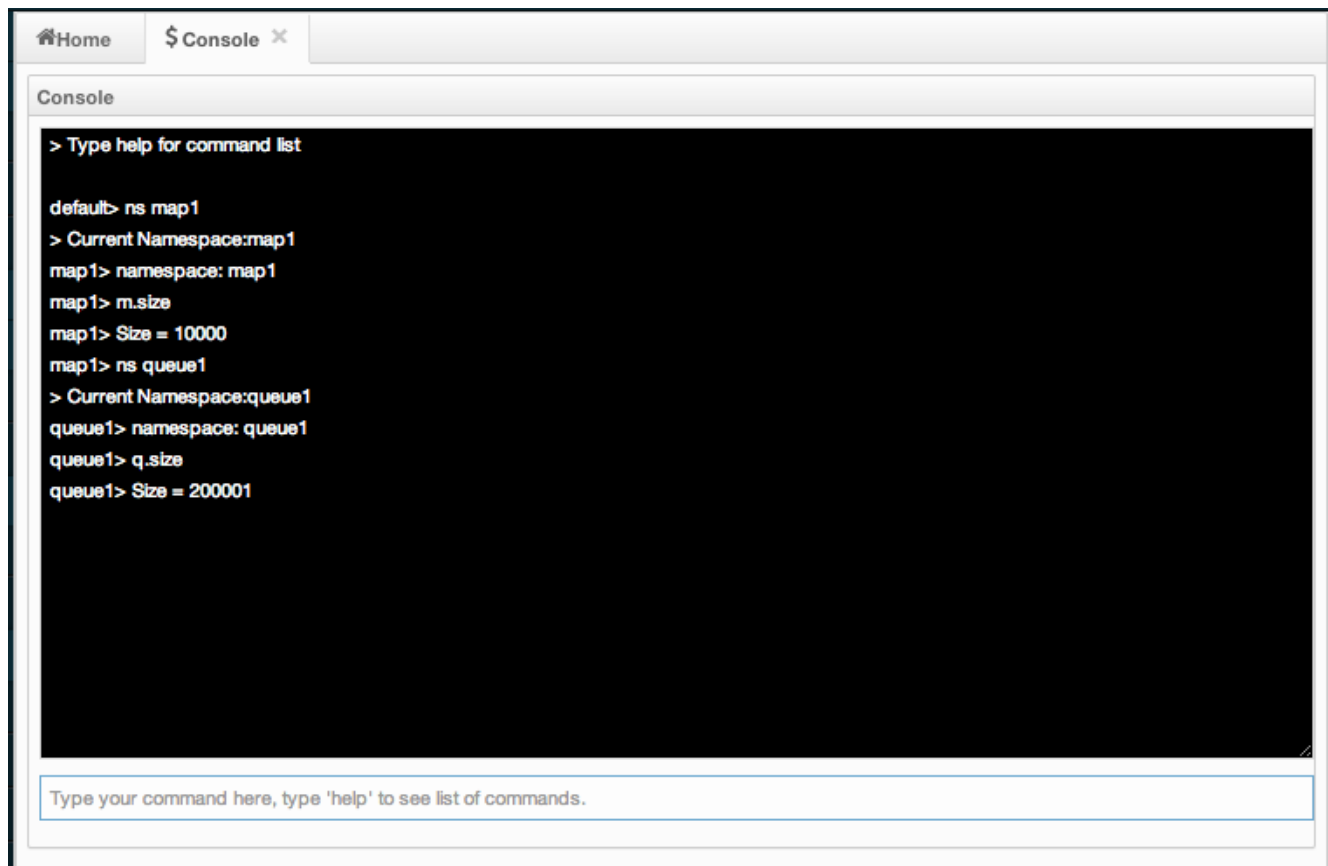 Home $ Console ×
Console
> Type help for command list
default> ns map1
> Current Namespace:map1
map1> namespace: map1
map1> m.size
map1> Size = 10000
map1> ns queue1
> Current Namespace:queue1
queue1> namespace: queue1
queue1> q.size
queue1> Size = 200001
Type your command here, type 'help' to see list of commands.